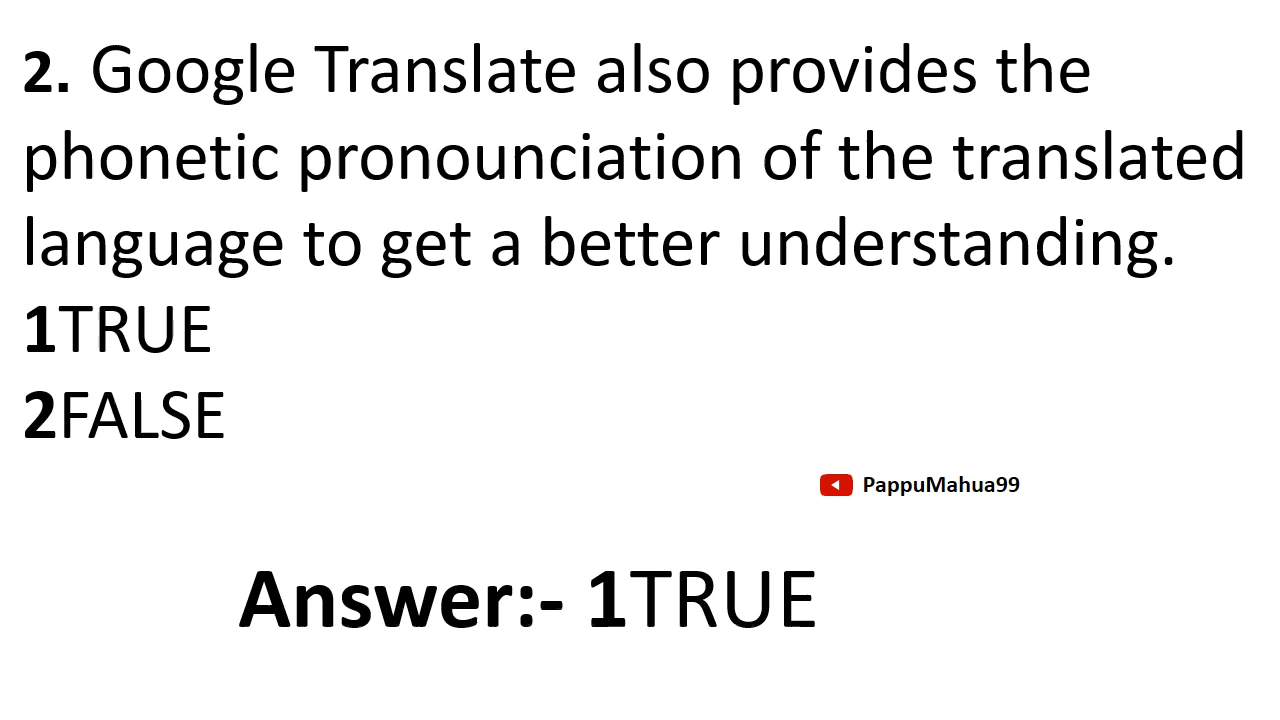 2. Google Translate also provides the
phonetic pronounciation of the translated
language to get a better understanding.
1TRUE
2FALSE
PappuMahua99
Answer:- 1TRUE